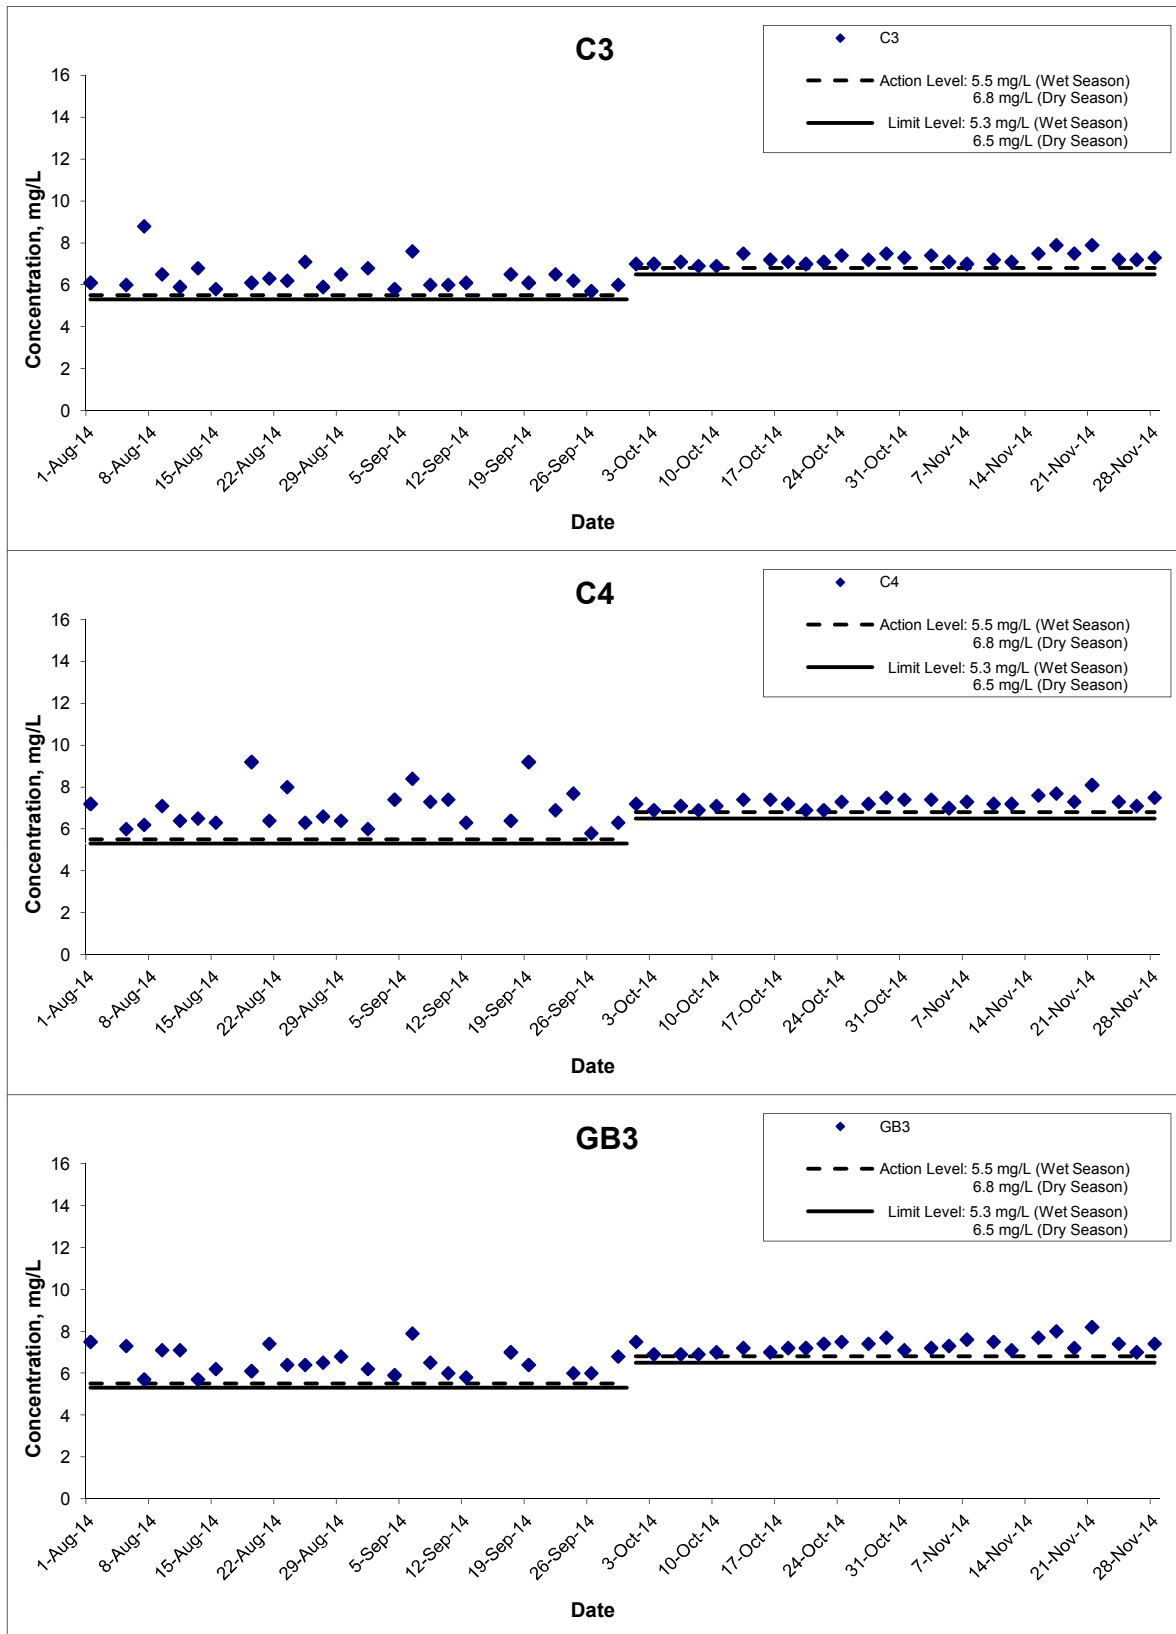 C3
C3
Action Level: 5.5 mg/L (Wet Season)
6.8 mg/L (Dry Season)
Limit Level: 5.3 mg/L (Wet Season)
6.5 mg/L (Dry Season)
Concentration, mg/L
16
14
12
10
8
6
4
2
0
1-Aug-14
8-Aug-14
15-Aug-14
22-Aug-14
29-Aug-14
5-Sep-14
12-Sep-14
19-Sep-14
26-Sep-14
3-Oct-14
10-Oct-14
17-Oct-14
24-Oct-14
31-Oct-14
7-Nov-14
14-Nov-14
21-Nov-14
28-Nov-14
Date
C4
C4
Action Level: 5.5 mg/L (Wet Season)
6.8 mg/L (Dry Season)
Limit Level: 5.3 mg/L (Wet Season)
6.5 mg/L (Dry Season)
Concentration, mg/L
16
14
12
10
8
6
4
2
0
1-Aug-14
8-Aug-14
15-Aug-14
22-Aug-14
29-Aug-14
5-Sep-14
12-Sep-14
19-Sep-14
26-Sep-14
3-Oct-14
10-Oct-14
17-Oct-14
24-Oct-14
31-Oct-14
7-Nov-14
14-Nov-14
21-Nov-14
28-Nov-14
Date
GB3
GB3
Action Level: 5.5 mg/L (Wet Season)
6.8 mg/L (Dry Season)
Limit Level: 5.3 mg/L (Wet Season)
6.5 mg/L (Dry Season)
Concentration, mg/L
16
14
12
10
8
6
4
2
0
1-Aug-14
8-Aug-14
15-Aug-14
22-Aug-14
29-Aug-14
5-Sep-14
12-Sep-14
19-Sep-14
26-Sep-14
3-Oct-14
10-Oct-14
17-Oct-14
24-Oct-14
31-Oct-14
7-Nov-14
14-Nov-14
21-Nov-14
28-Nov-14
Date